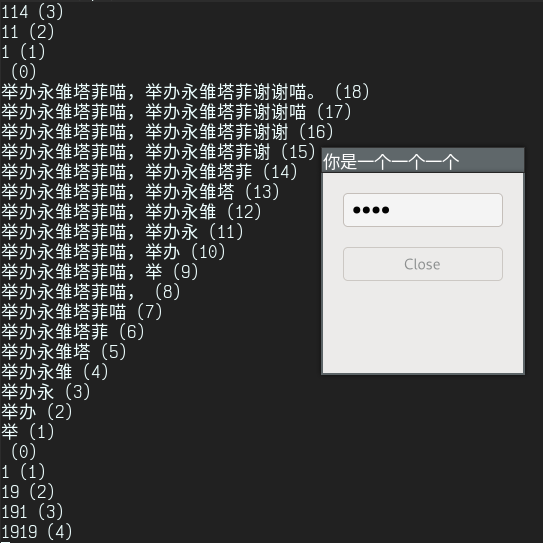 114 (3)
11 (2)
1 (1)
(0)
举办永雏塔菲喵，举办永雏塔菲谢谢喵。 (18)
举办永雏塔菲喵，举办永雏塔菲谢谢喵 (17)
举办永雏塔菲喵，举办永雏塔菲谢谢 (16)
举办永雏塔菲喵，举办永雏塔菲谢 (15)
举办永雏塔菲喵，举办永雏塔菲 (14)
举办永雏塔菲喵，举办永雏塔 (13)
举办永雏塔菲喵，举办永雏 (12)
举办永雏塔菲喵，举办永 (11)
举办永雏塔菲喵，举办 (10)
举办永雏塔菲喵，举 (9)
举办永雏塔菲喵， (8)
举办永雏塔菲喵 (7)
举办永雏塔菲 (6)
举办永雏塔 (5)
举办永雏 (4)
举办永 (3)
举办 (2)
举 (1)
(0)
1 (1)
19 (2)
191 (3)
1919 (4)
你是一个一个一个
Close